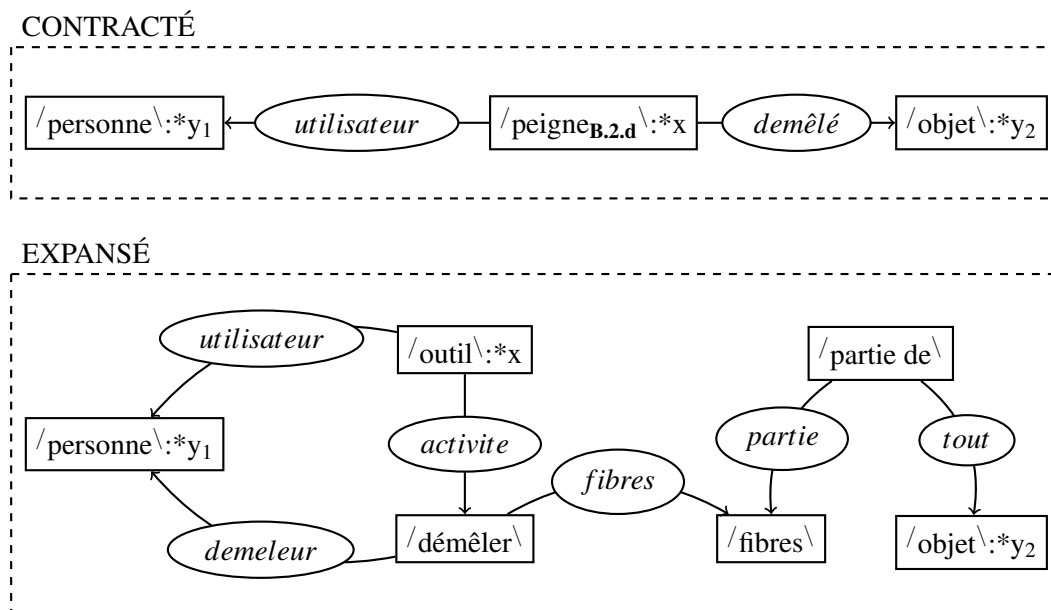 CONTRACTÉ
/personne\:*y₁ utilisateur /peigne_B.2.d\:*x demêlé /objet\:*y₂
EXPANSÉ
utilisateur
/outil\:*x /partie de\
/personne\:*y₁ activite partie tout
fibres
demeleur /démêler\ /fibres\ /objet\:*y₂